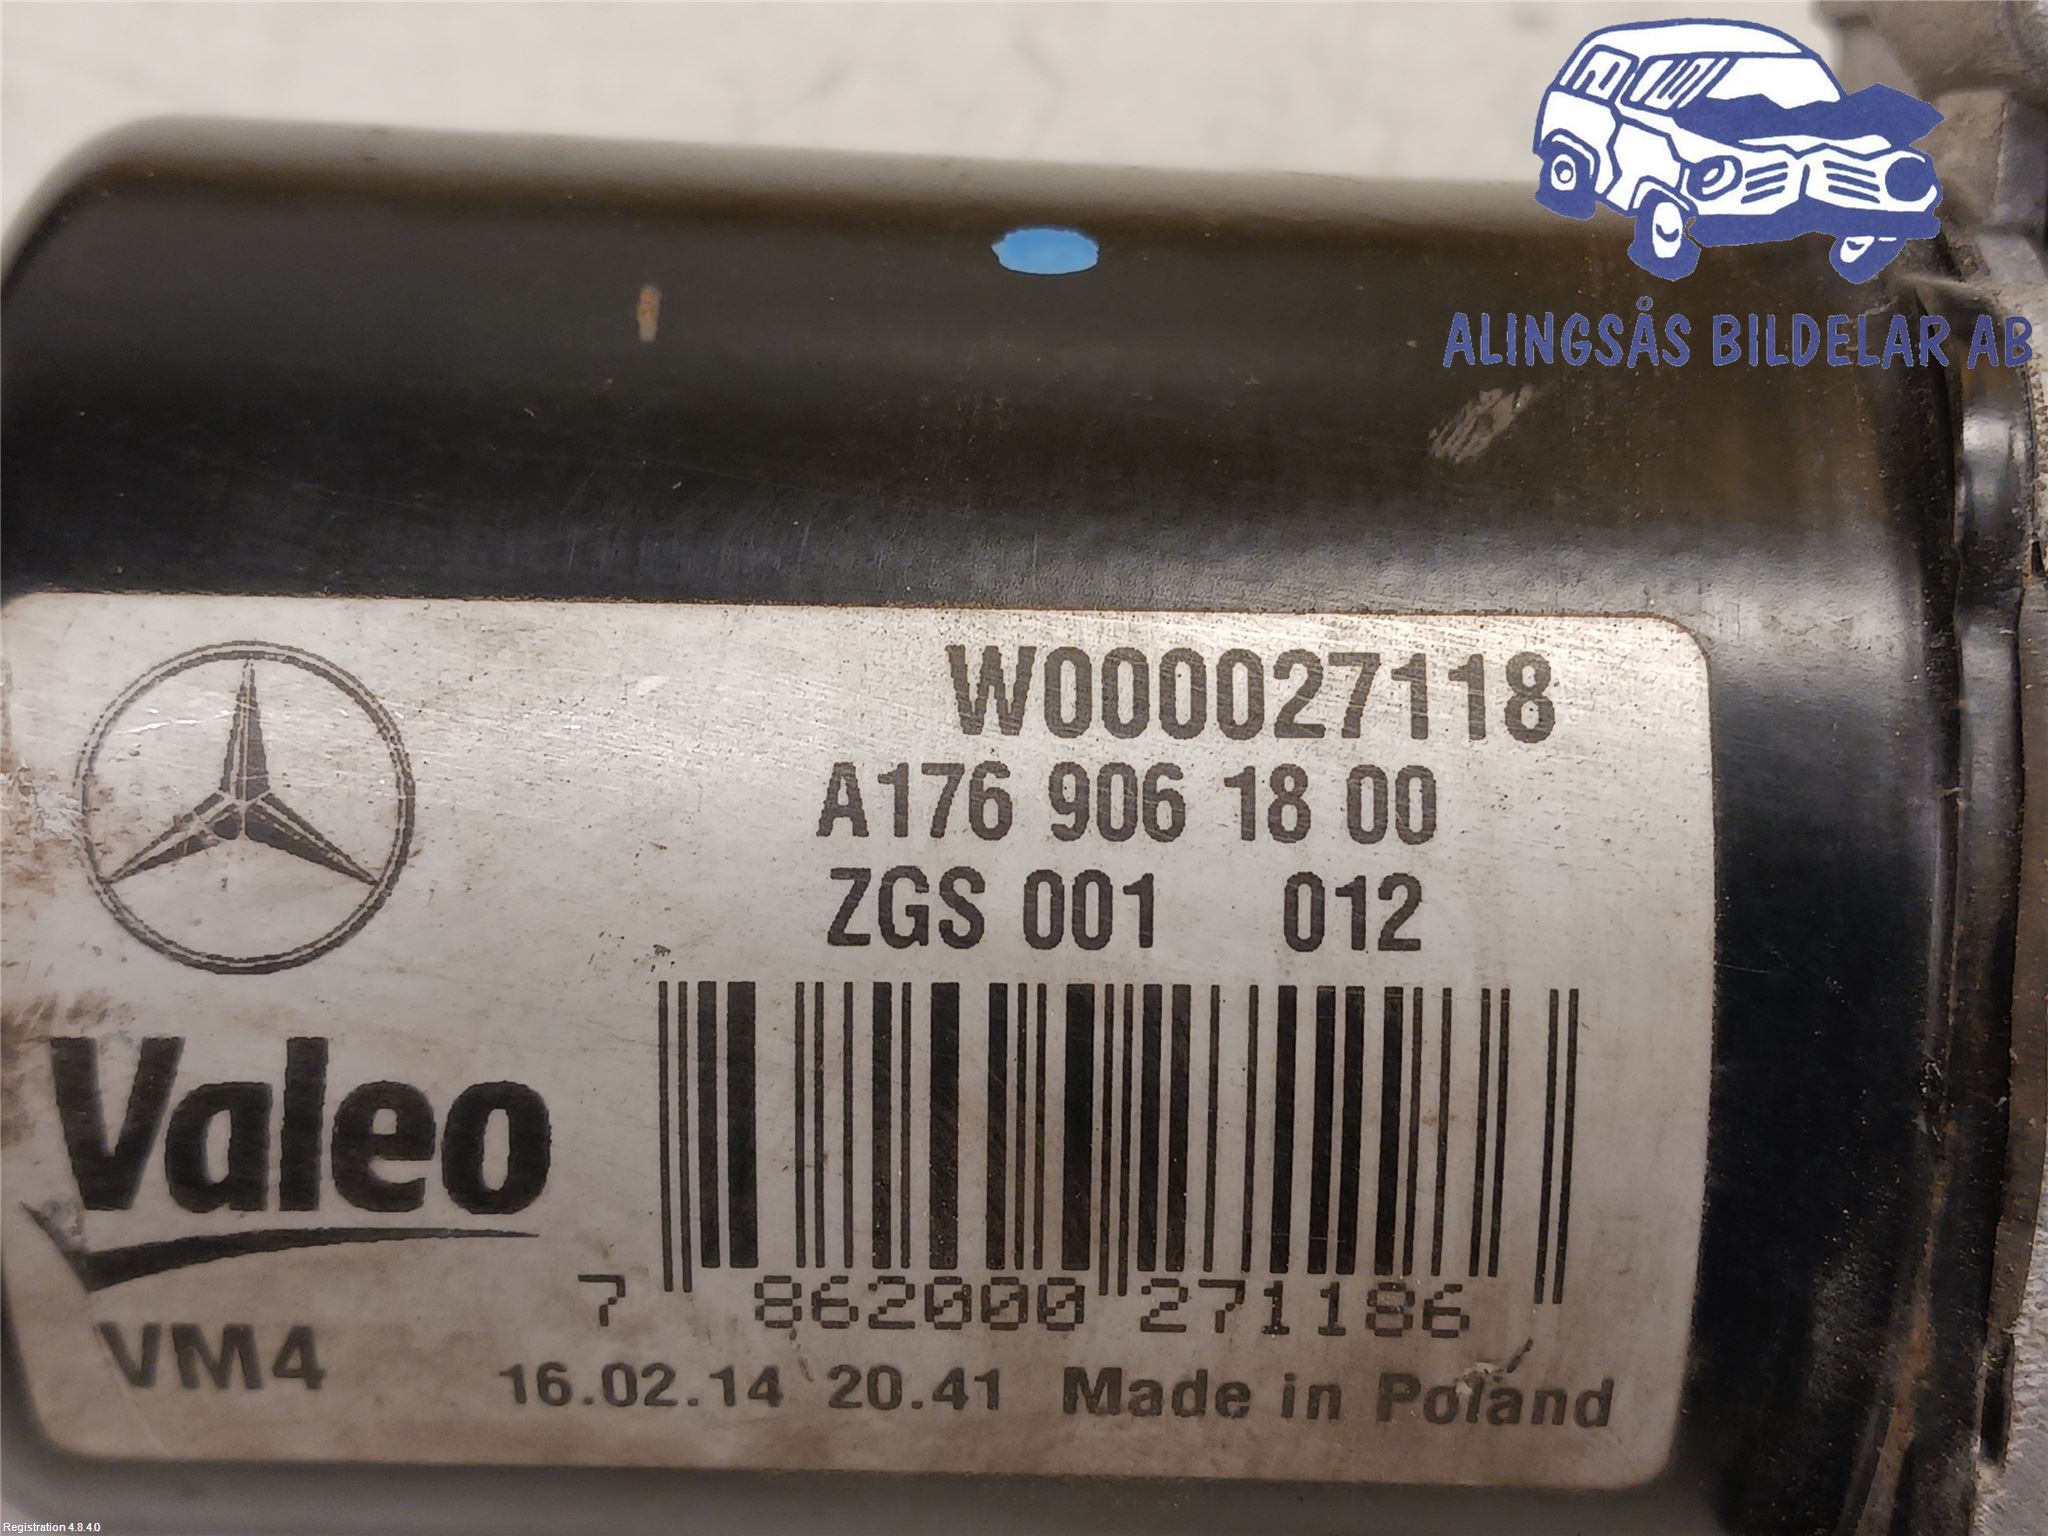 ALINGSÅS BILDELAR AB
W000027118
A176 906 18 00
ZGS 001 012
Valeo
7 862000 271186
VM4
16.02.14 20.41 Made in Poland
Registration 4.8.4.0